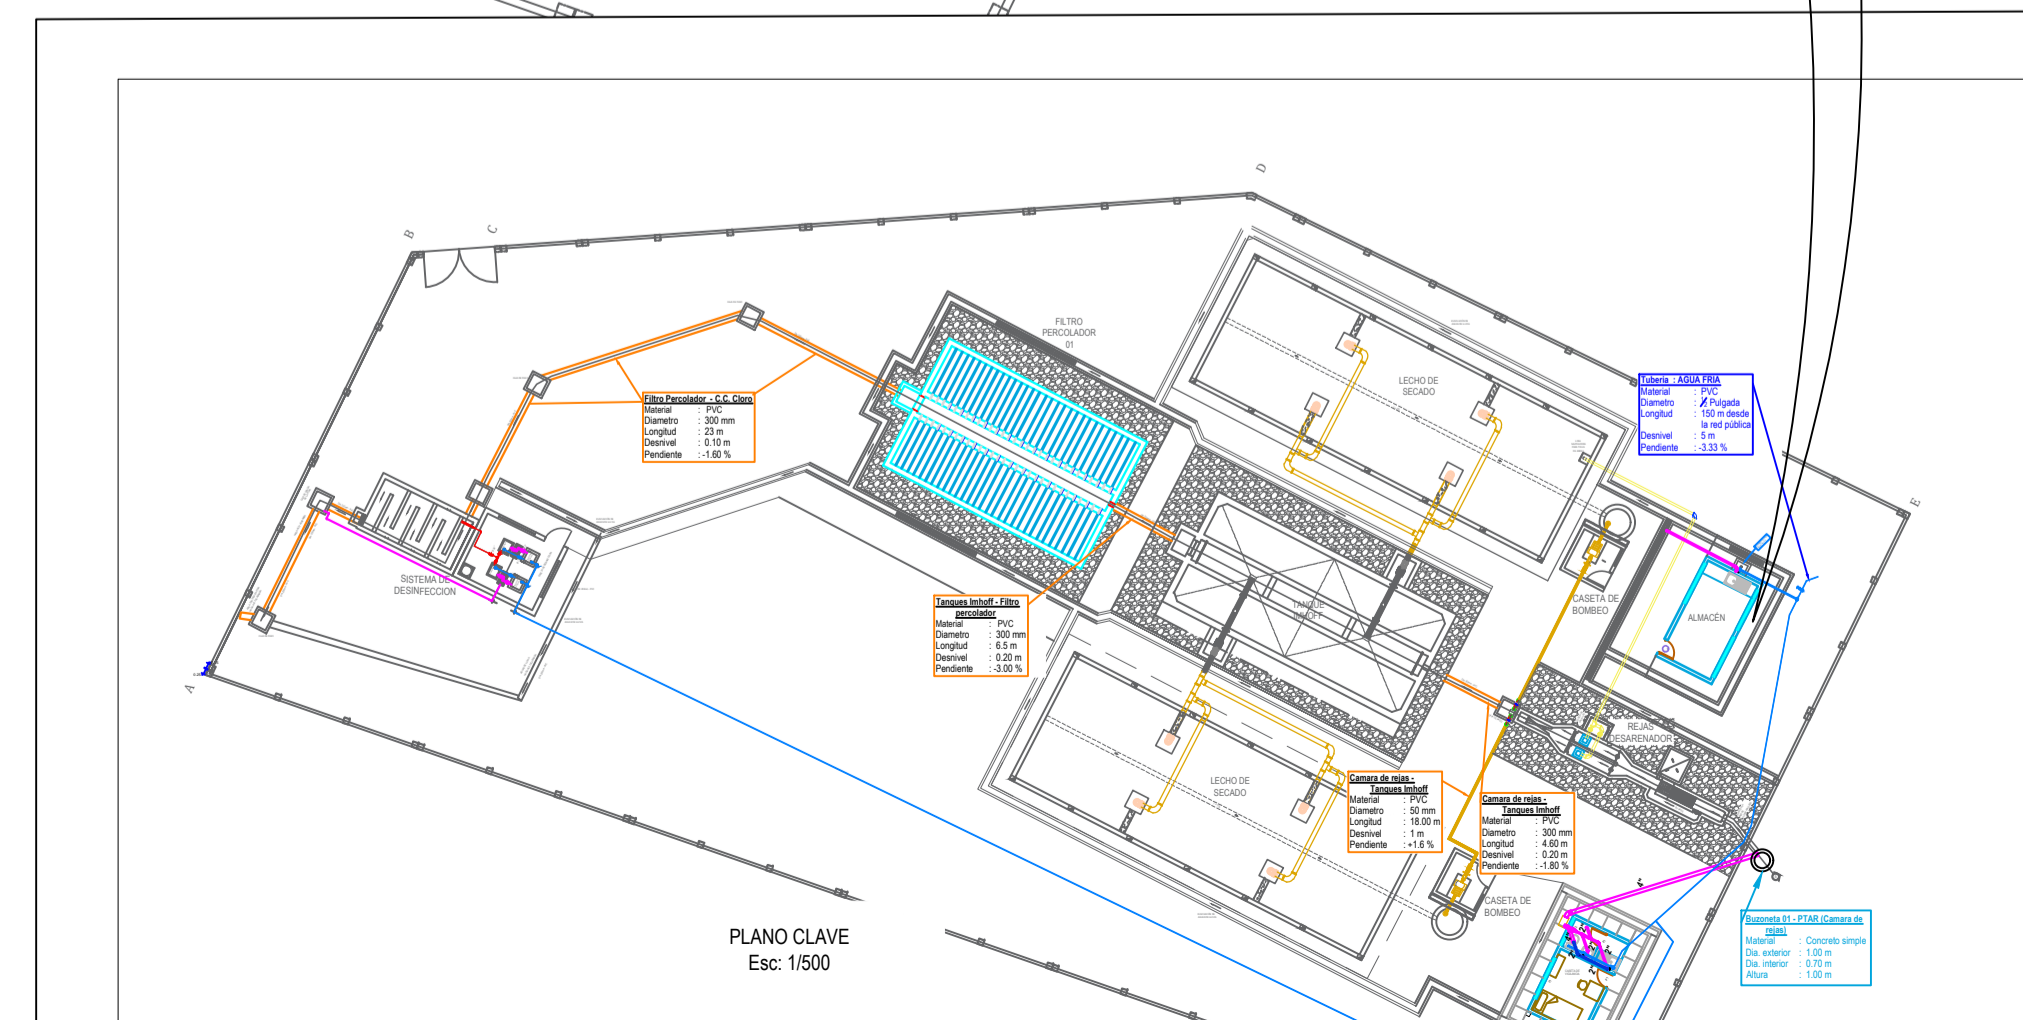 D
B
C
FILTRO
PERCOLADOR
01
LECHO DE
SECADO
Tuberia : AGUA FRIA
Material : PVC
Diametro : 1/2 Pulgada
Longitud : 150 m desde
la red pública
Desnivel : 5 m
Pendiente : -3.33 %
Filtro Percolador - C.C. Cloro
Material : PVC
Diametro : 300 mm
Longitud : 23 m
Desnivel : 0.10 m
Pendiente : -1.60 %
E
SISTEMA DE
DESINFECCION
Tanques Imhoff - Filtro
percolador
Material : PVC
Diametro : 300 mm
Longitud : 6.5 m
Desnivel : 0.20 m
Pendiente : -3.00 %
TANQUE
IMHOFF
CASETA DE
BOMBEO
ALMACÉN
A
REJAS
DESARENADOR
LECHO DE
SECADO
Camara de rejas -
Tanques Imhoff
Material : PVC
Diametro : 50 mm
Longitud : 18.00 m
Desnivel : 1 m
Pendiente : +1.6 %
Camara de rejas -
Tanques Imhoff
Material : PVC
Diametro : 300 mm
Longitud : 4.60 m
Desnivel : 0.20 m
Pendiente : -1.80 %
4"
CASETA DE
BOMBEO
Buzoneta 01 - PTAR (Camara de
rejas)
Material : Concreto simple
Dia. exterior : 1.00 m
Dia. interior : 0.70 m
Altura : 1.00 m
2"
2"
2"
2"
PLANO CLAVE
Esc: 1/500